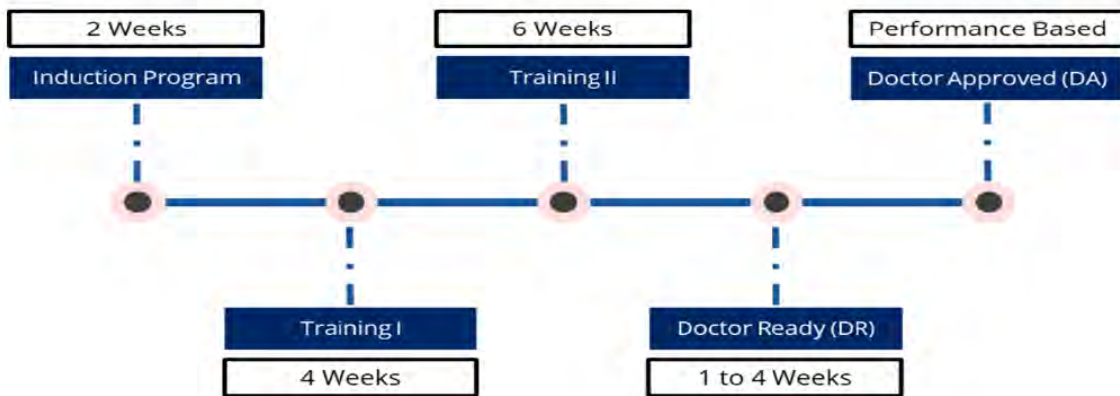 2 Weeks
Induction Program
6 Weeks
Training II
Performance Based
Doctor Approved (DA)
Training I
4 Weeks
Doctor Ready (DR)
1 to 4 Weeks